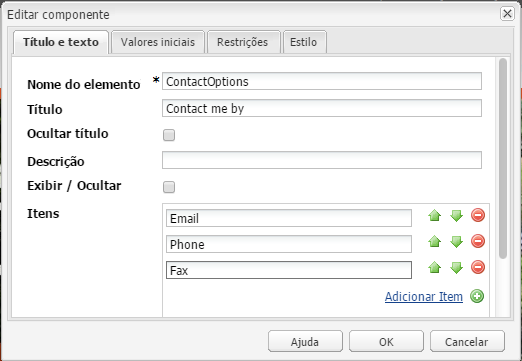 Editar componente
Título e texto Valores iniciais Restrições Estilo
Nome do elemento * ContactOptions
Título Contact me by
Ocultar título
Descrição
Exibir / Ocultar
Itens Email
Phone
Fax
Adicionar Item
Ajuda OK Cancelar